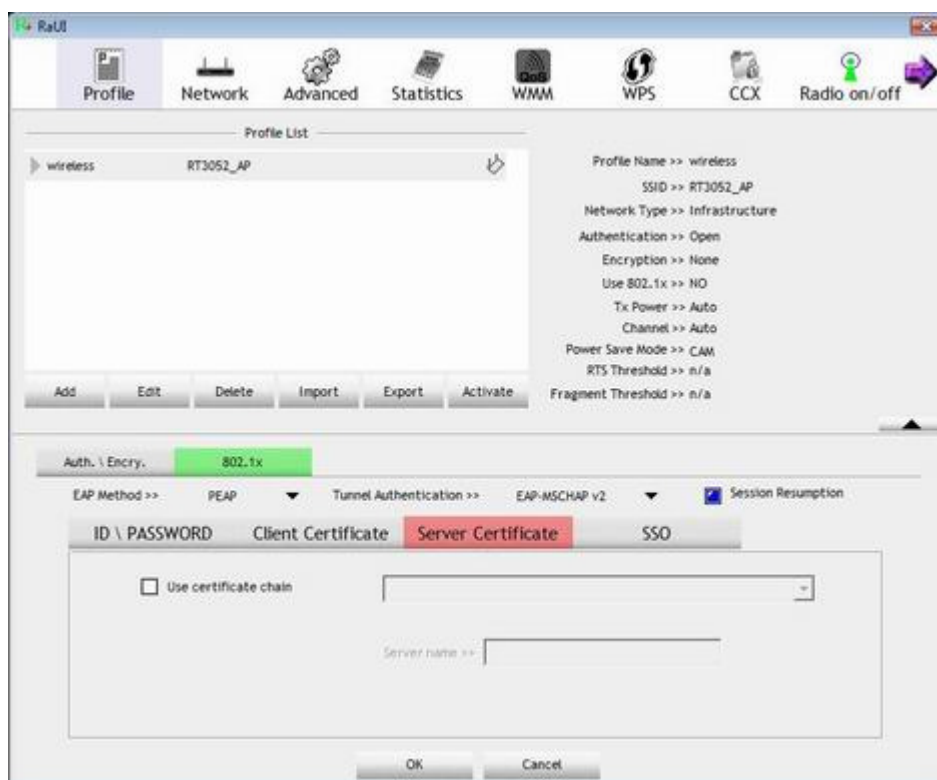 RaUI
Profile Network Advanced Statistics QoS WMM WPS CCX Radio on/off
Profile List
wireless RT3052_AP
Profile Name >> wireless
SSID >> RT3052_AP
Network Type >> Infrastructure
Authentication >> Open
Encryption >> None
Use 802.1x >> NO
Tx Power >> Auto
Channel >> Auto
Power Save Mode >> CAM
RTS Threshold >> n/a
Fragment Threshold >> n/a
Add Edit Delete Import Export Activate
Auth. \ Encry. 802.1x
EAP Method >> PEAP Tunnel Authentication >> EAP-MSCHAP v2 Session Resumption
ID \ PASSWORD Client Certificate Server Certificate SSO
Use certificate chain
Server name >>
OK Cancel